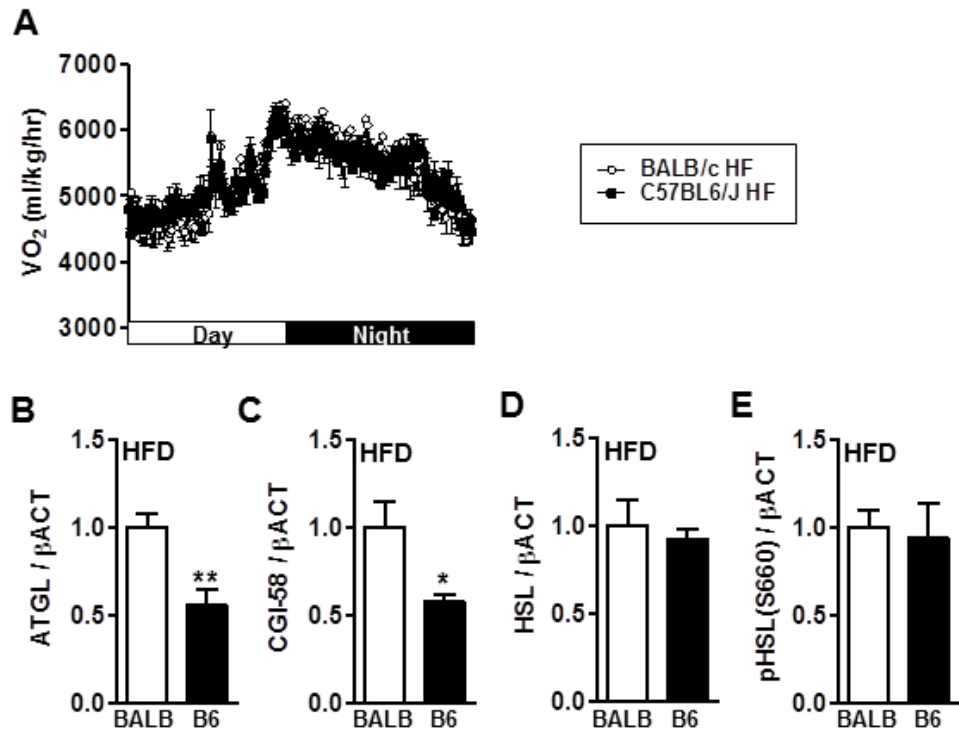 A
VO2 (ml/kg/hr)
7000
6000
5000
4000
3000
Day
Night
BALB/c HF
C57BL6/J HF
B
ATGL / βACT
1.5
1.0
0.5
0.0
HFD
**
BALB
B6
C
CGI-58 / βACT
1.5
1.0
0.5
0.0
HFD
*
BALB
B6
D
HSL / βACT
1.5
1.0
0.5
0.0
HFD
BALB
B6
E
pHSL(S660) / βACT
1.5
1.0
0.5
0.0
HFD
BALB
B6